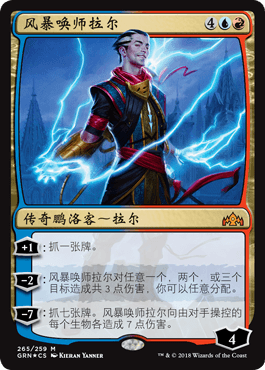 风暴唤师拉尔 4
传奇鹏洛客～拉尔
+1 ：抓一张牌。
-2 ：风暴唤师拉尔对任意一个，两个，或三个
目标造成共 3 点伤害，你可以任意分配。
-7 ：抓七张牌。风暴唤师拉尔向由对手操控的
每个生物各造成 7 点伤害。
4
265/259 M
GRN★CS KIERAN YANNER
™ & © 2018 Wizards of the Coast